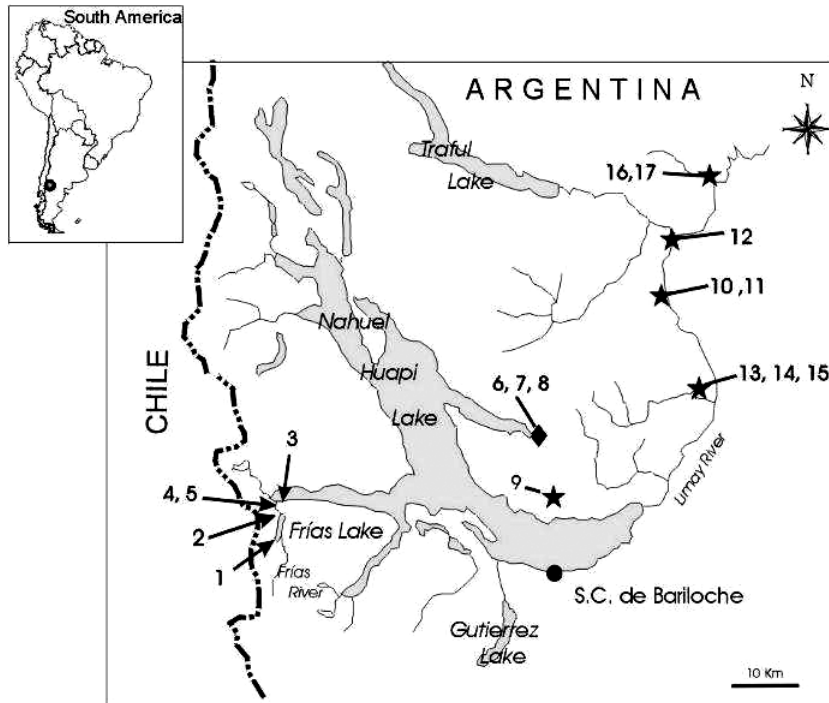 South America
ARGENTINA
N
Traful
Lake
16,17
12
10 ,11
Nahuel
Huapi
Lake
CHILE
6, 7, 8
13, 14, 15
3
9
Limay River
4, 5
2
Frías Lake
1
Frías
River
S.C. de Bariloche
Gutierrez
Lake
10 Km